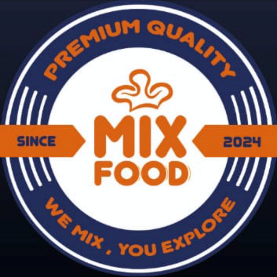 PREMIUM QUALITY
SINCE
MIX
2024
FOOD
WE MIX , YOU EXPLORE